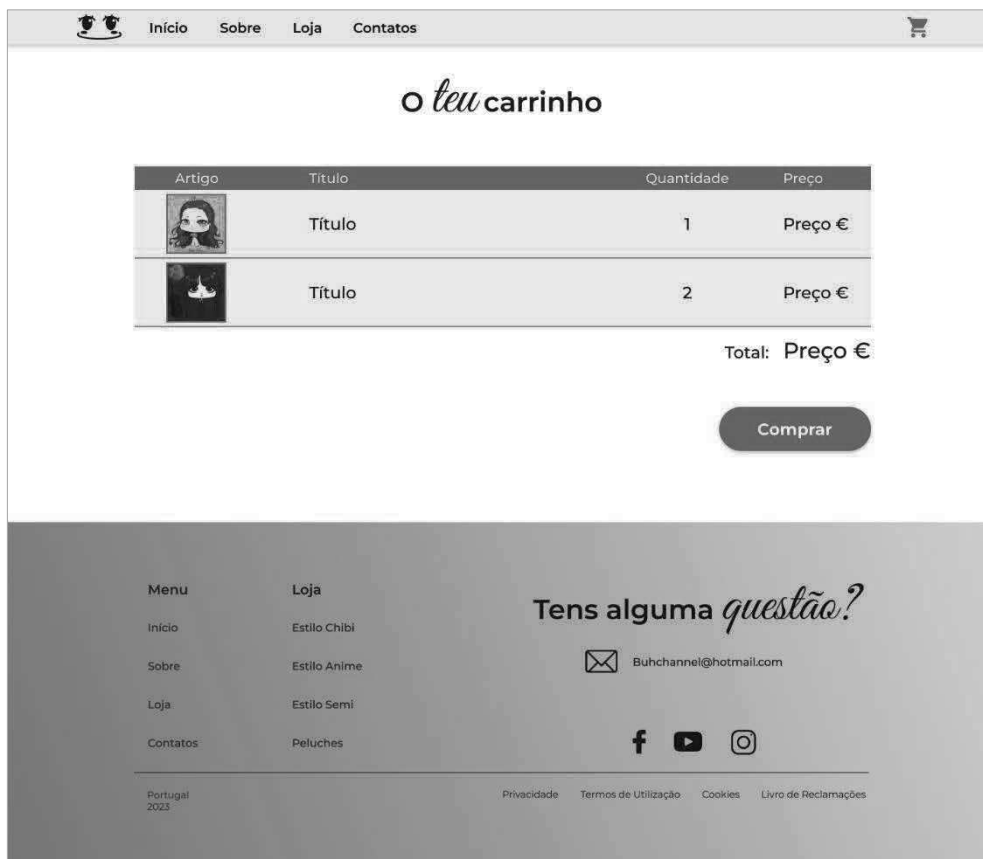 Início Sobre Loja Contatos
O teu carrinho
Artigo Título Quantidade Preço
Título 1 Preço €
Título 2 Preço €
Total: Preço €
Comprar
Menu Loja
Tens alguma questão?
Início Estilo Chibi
Buhchannel@hotmail.com
Sobre Estilo Anime
Loja Estilo Semi
Contatos Peluches
Portugal
2023
Privacidade Termos de Utilização Cookies Livro de Reclamações